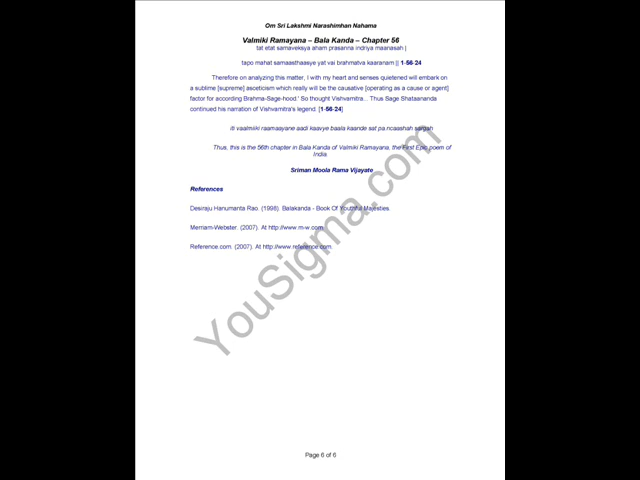 Om Sri Lakshmi Narashimhan Nahama
Valmiki Ramayana – Bala Kanda – Chapter 56
tat etat samaveksya aham prasanna indriya maanasah |
tapo mahat samaasthaasye yat vai brahmatva kaaranam || 1-56-24
Therefore on analyzing this matter, I with my heart and senses quietened will embark on
a sublime [supreme] asceticism which really will be the causative [operating as a cause or agent]
factor for according Brahma-Sage-hood.' So thought Vishvamitra... Thus Sage Shataananda
continued his narration of Vishvamitra's legend. [1-56-24]
iti vaalmiiki raamaayane aadi kaavye baala kaande sat pa.ncaashah sargah
Thus, this is the 56th chapter in Bala Kanda of Valmiki Ramayana, the First Epic poem of
India.
Sriman Moola Rama Vijayate
References
Desiraju Hanumanta Rao. (1998). Balakanda - Book Of Youthful Majesties.
Merriam-Webster. (2007). At http://www.m-w.com.
Reference.com. (2007). At http://www.reference.com.
YouSigma.com
Page 6 of 6